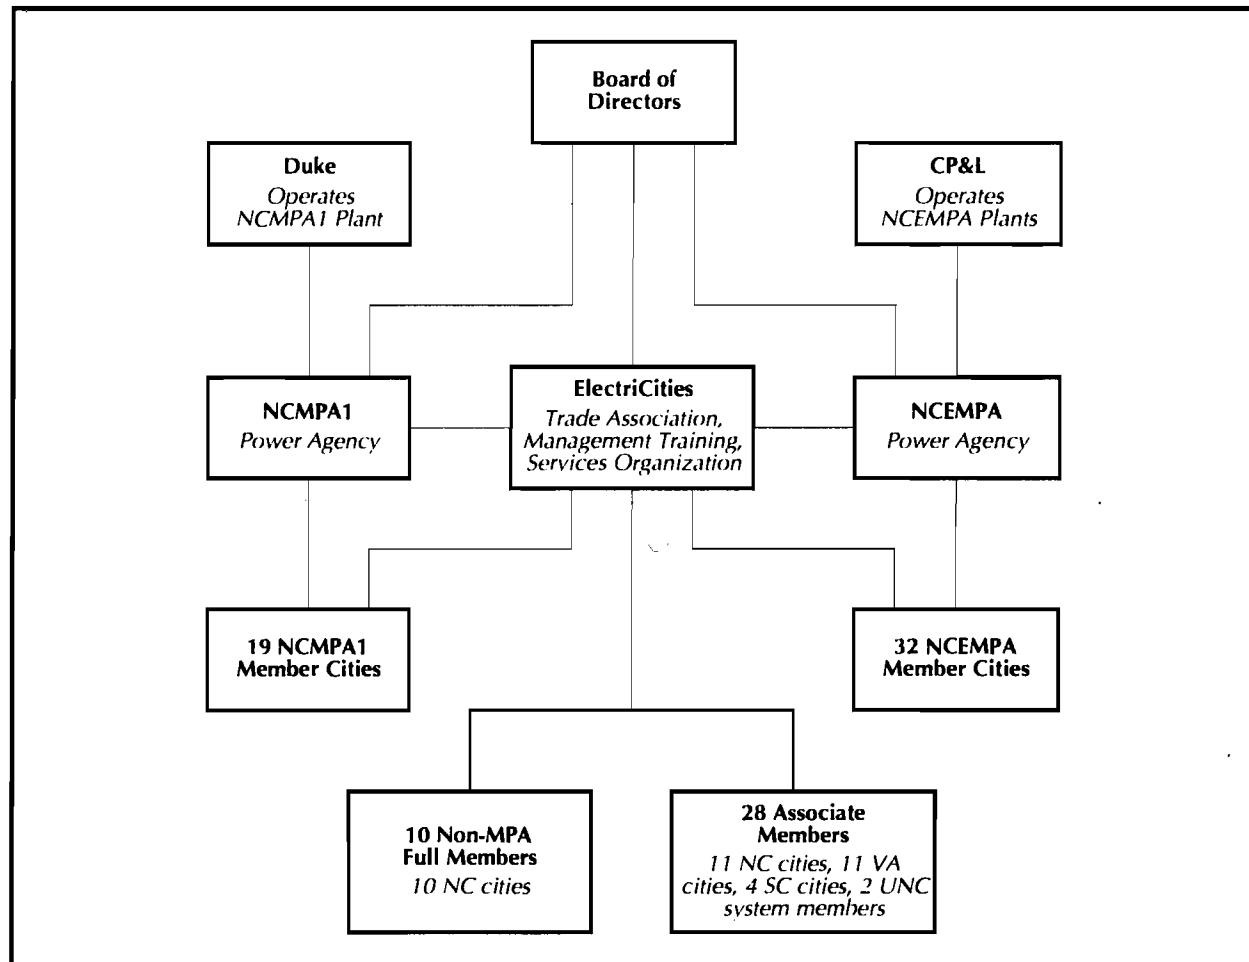 Board of
Directors
Duke
Operates
NCMPA1 Plant
CP&L
Operates
NCEMPA Plants
NCMPA1
Power Agency
ElectriCities
Trade Association,
Management Training,
Services Organization
NCEMPA
Power Agency
19 NCMPA1
Member Cities
32 NCEMPA
Member Cities
10 Non-MPA
Full Members
10 NC cities
28 Associate
Members
11 NC cities, 11 VA
cities, 4 SC cities, 2 UNC
system members